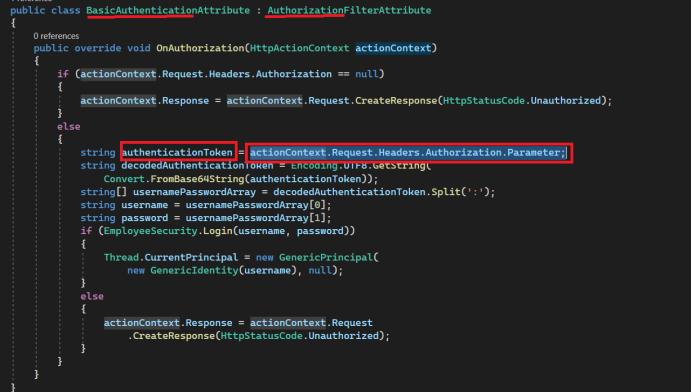 public class BasicAuthenticationAttribute : AuthorizationFilterAttribute
{
0 references
public override void OnAuthorization(HttpActionContext actionContext)
{
if (actionContext.Request.Headers.Authorization == null)
{
actionContext.Response = actionContext.Request.CreateResponse(HttpStatusCode.Unauthorized);
}
else
{
string authenticationToken = actionContext.Request.Headers.Authorization.Parameter;
string decodedAuthenticationToken = Encoding.UTF8.GetString(
Convert.FromBase64String(authenticationToken));
string[] usernamePasswordArray = decodedAuthenticationToken.Split(':');
string username = usernamePasswordArray[0];
string password = usernamePasswordArray[1];
if (EmployeeSecurity.Login(username, password))
{
Thread.CurrentPrincipal = new GenericPrincipal(
new GenericIdentity(username), null);
}
else
{
actionContext.Response = actionContext.Request
.CreateResponse(HttpStatusCode.Unauthorized);
}
}
}
}